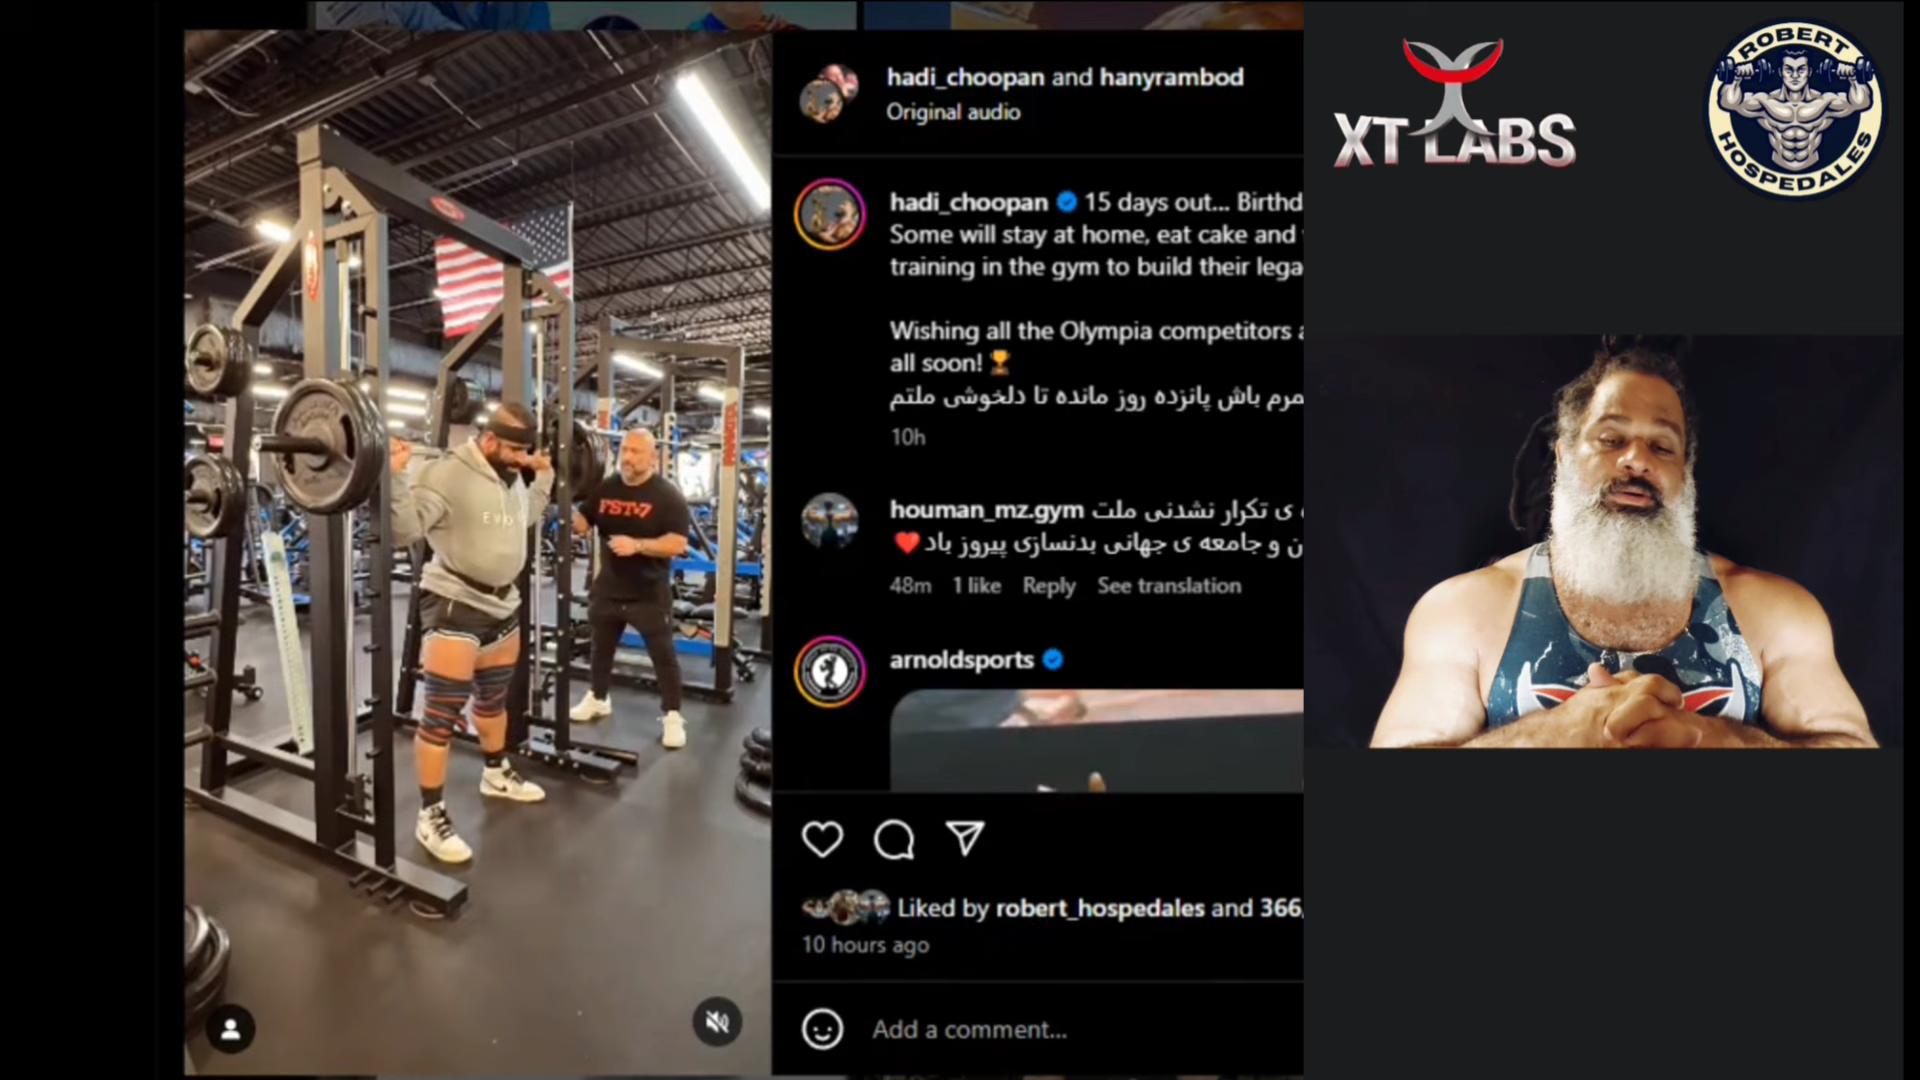 hadi_choopan and hanyrambod
Original audio
hadi_choopan 15 days out... Birthd
Some will stay at home, eat cake and
training in the gym to build their lega
Wishing all the Olympia competitors a
all soon! 🏆
مرم باش پانزده روز مانده تا دلخوشی ملتم
10h
houman_mz.gym ه ی تکرار نشدنی ملت
ن و جامعه ی جهانی بدنسازی پیروز باد ❤️
48m 1 like Reply See translation
arnoldsports
Liked by robert_hospedales and 366,
10 hours ago
Add a comment...
FST-7
XT LABS
ROBERT
HOSPEDALES